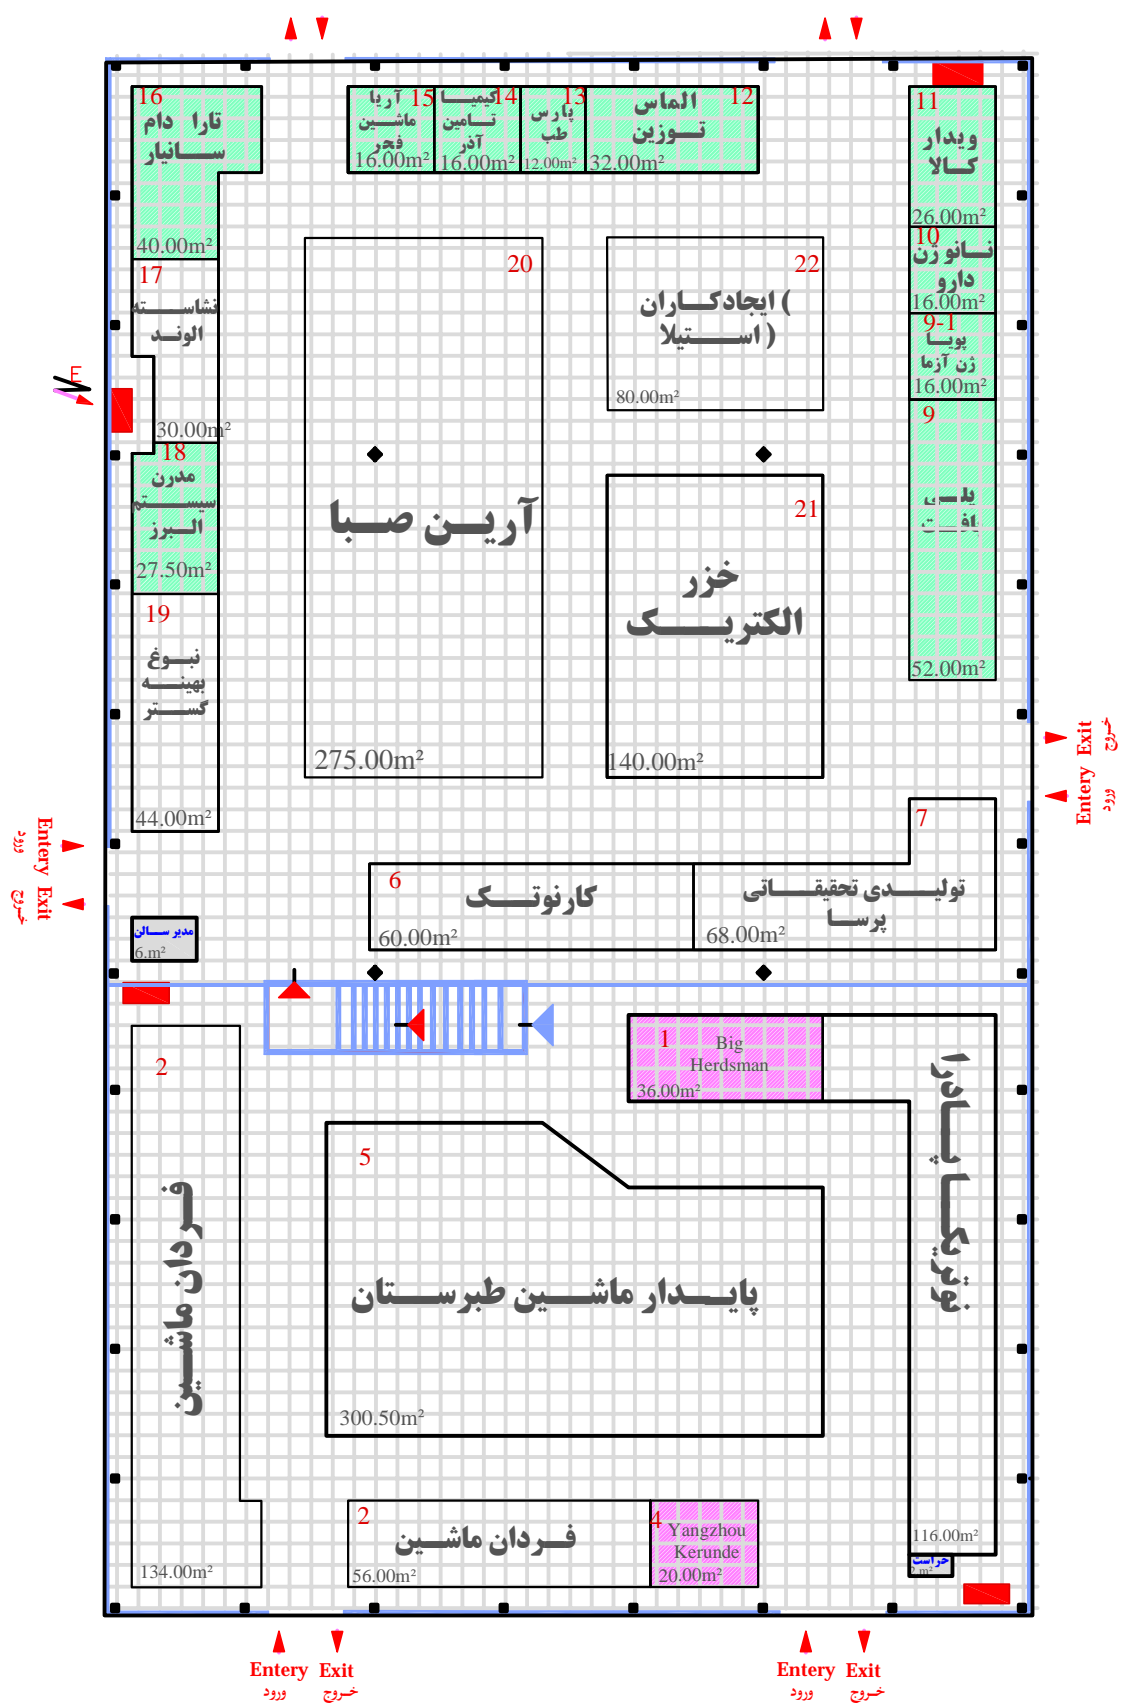 16
تارا دام
سانیار
40.00m²
15
آریا
ماشین
فجر
16.00m²
14
کیمیا
تامین
آذر
16.00m²
13
پارس
طب
12.00m²
12
الماس
توزین
32.00m²
11
ویدار
کالا
26.00m²
10
نانوژن
دارو
16.00m²
9-1
پویا
ژن آزما
16.00m²
9
پلی
بافت
52.00m²
17
نشاسته
الوند
30.00m²
E
18
مدرن
سیستم
البرز
27.50m²
19
نبوغ
بهینه
گستر
44.00m²
20
آرین صبا
275.00m²
22
ایجادکاران (
استیلا )
80.00m²
21
خزر
الکتریک
140.00m²
Entery Exit
ورود خروج
Entery Exit
ورود خروج
7
تولیدی تحقیقاتی
پرسا
68.00m²
6
کارنوتک
60.00m²
مدیر سالن
6.m²
1
Big
Herdsman
36.00m²
نوتریکا پادرا
116.00m²
حراست
2
فردان ماشین
134.00m²
5
پایدار ماشین طبرستان
300.50m²
2
فردان ماشین
56.00m²
4
Yangzhou
Kerunde
20.00m²
Entery Exit
ورود خروج
Entery Exit
ورود خروج